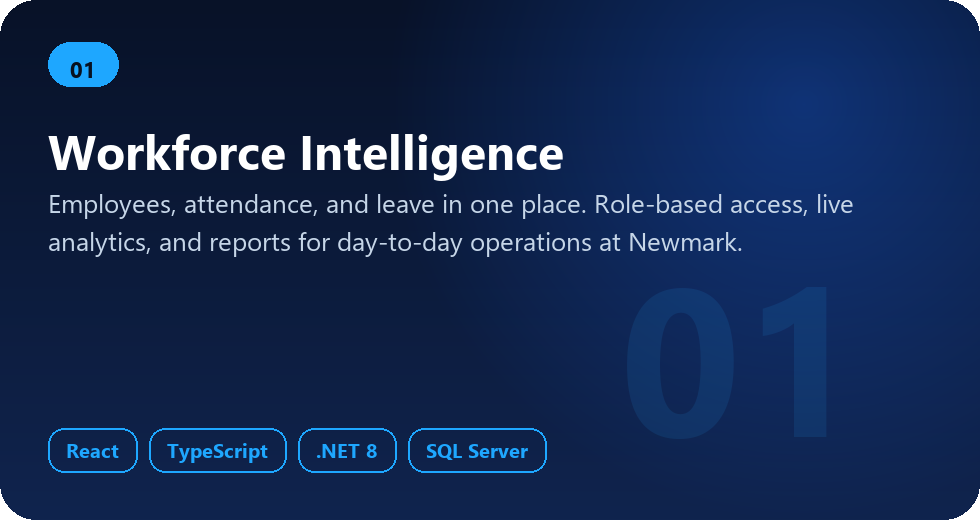 01
Workforce Intelligence
Employees, attendance, and leave in one place. Role-based access, live
analytics, and reports for day-to-day operations at Newmark.
01
React
TypeScript
.NET 8
SQL Server